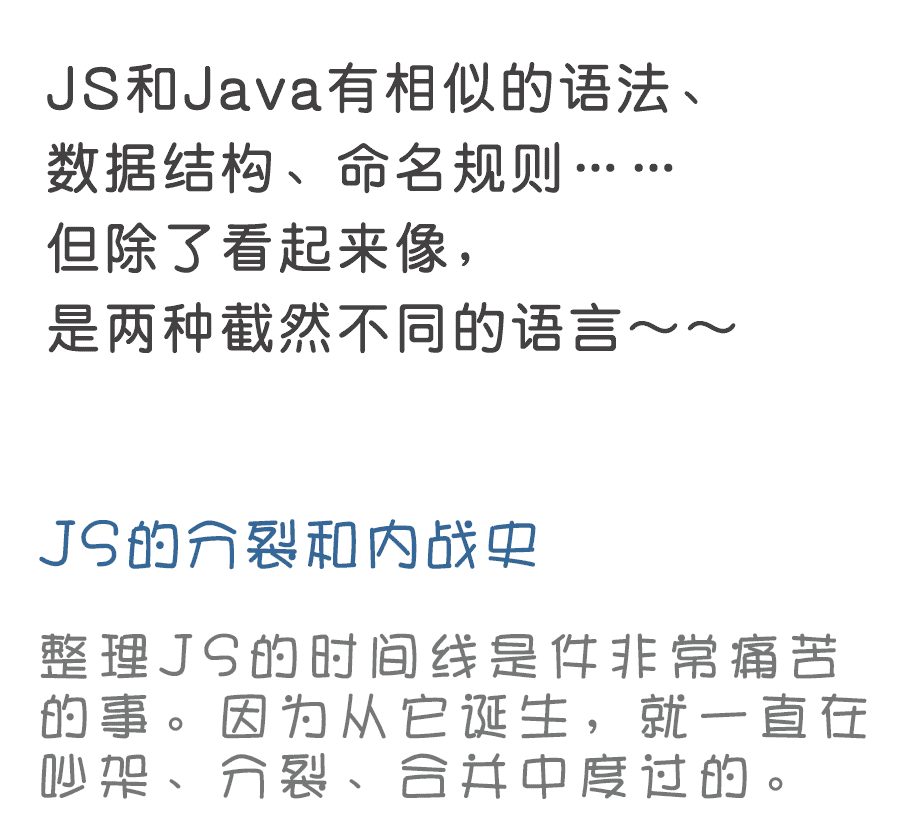 JS和Java有相似的语法、
数据结构、命名规则……
但除了看起来像，
是两种截然不同的语言～～
JS的分裂和内战史
整理JS的时间线是件非常痛苦
的事。因为从它诞生，就一直在
吵架、分裂、合并中度过的。